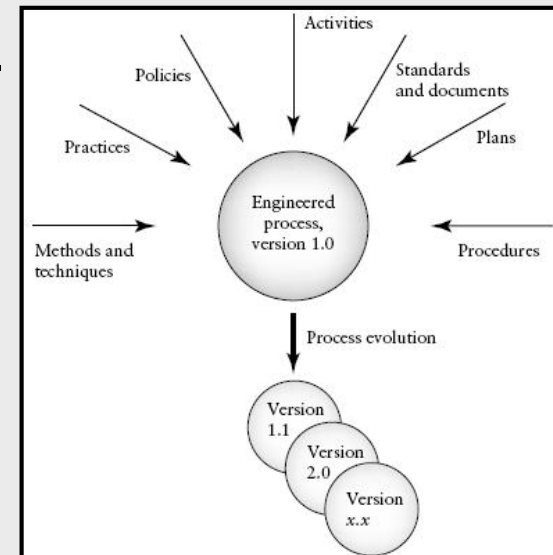 Activities
Policies
Standards
and documents
Practices
Plans
Engineered
process,
version 1.0
Methods and
techniques
Procedures
Process evolution
Version
1.1
Version
2.0
Version
x.x